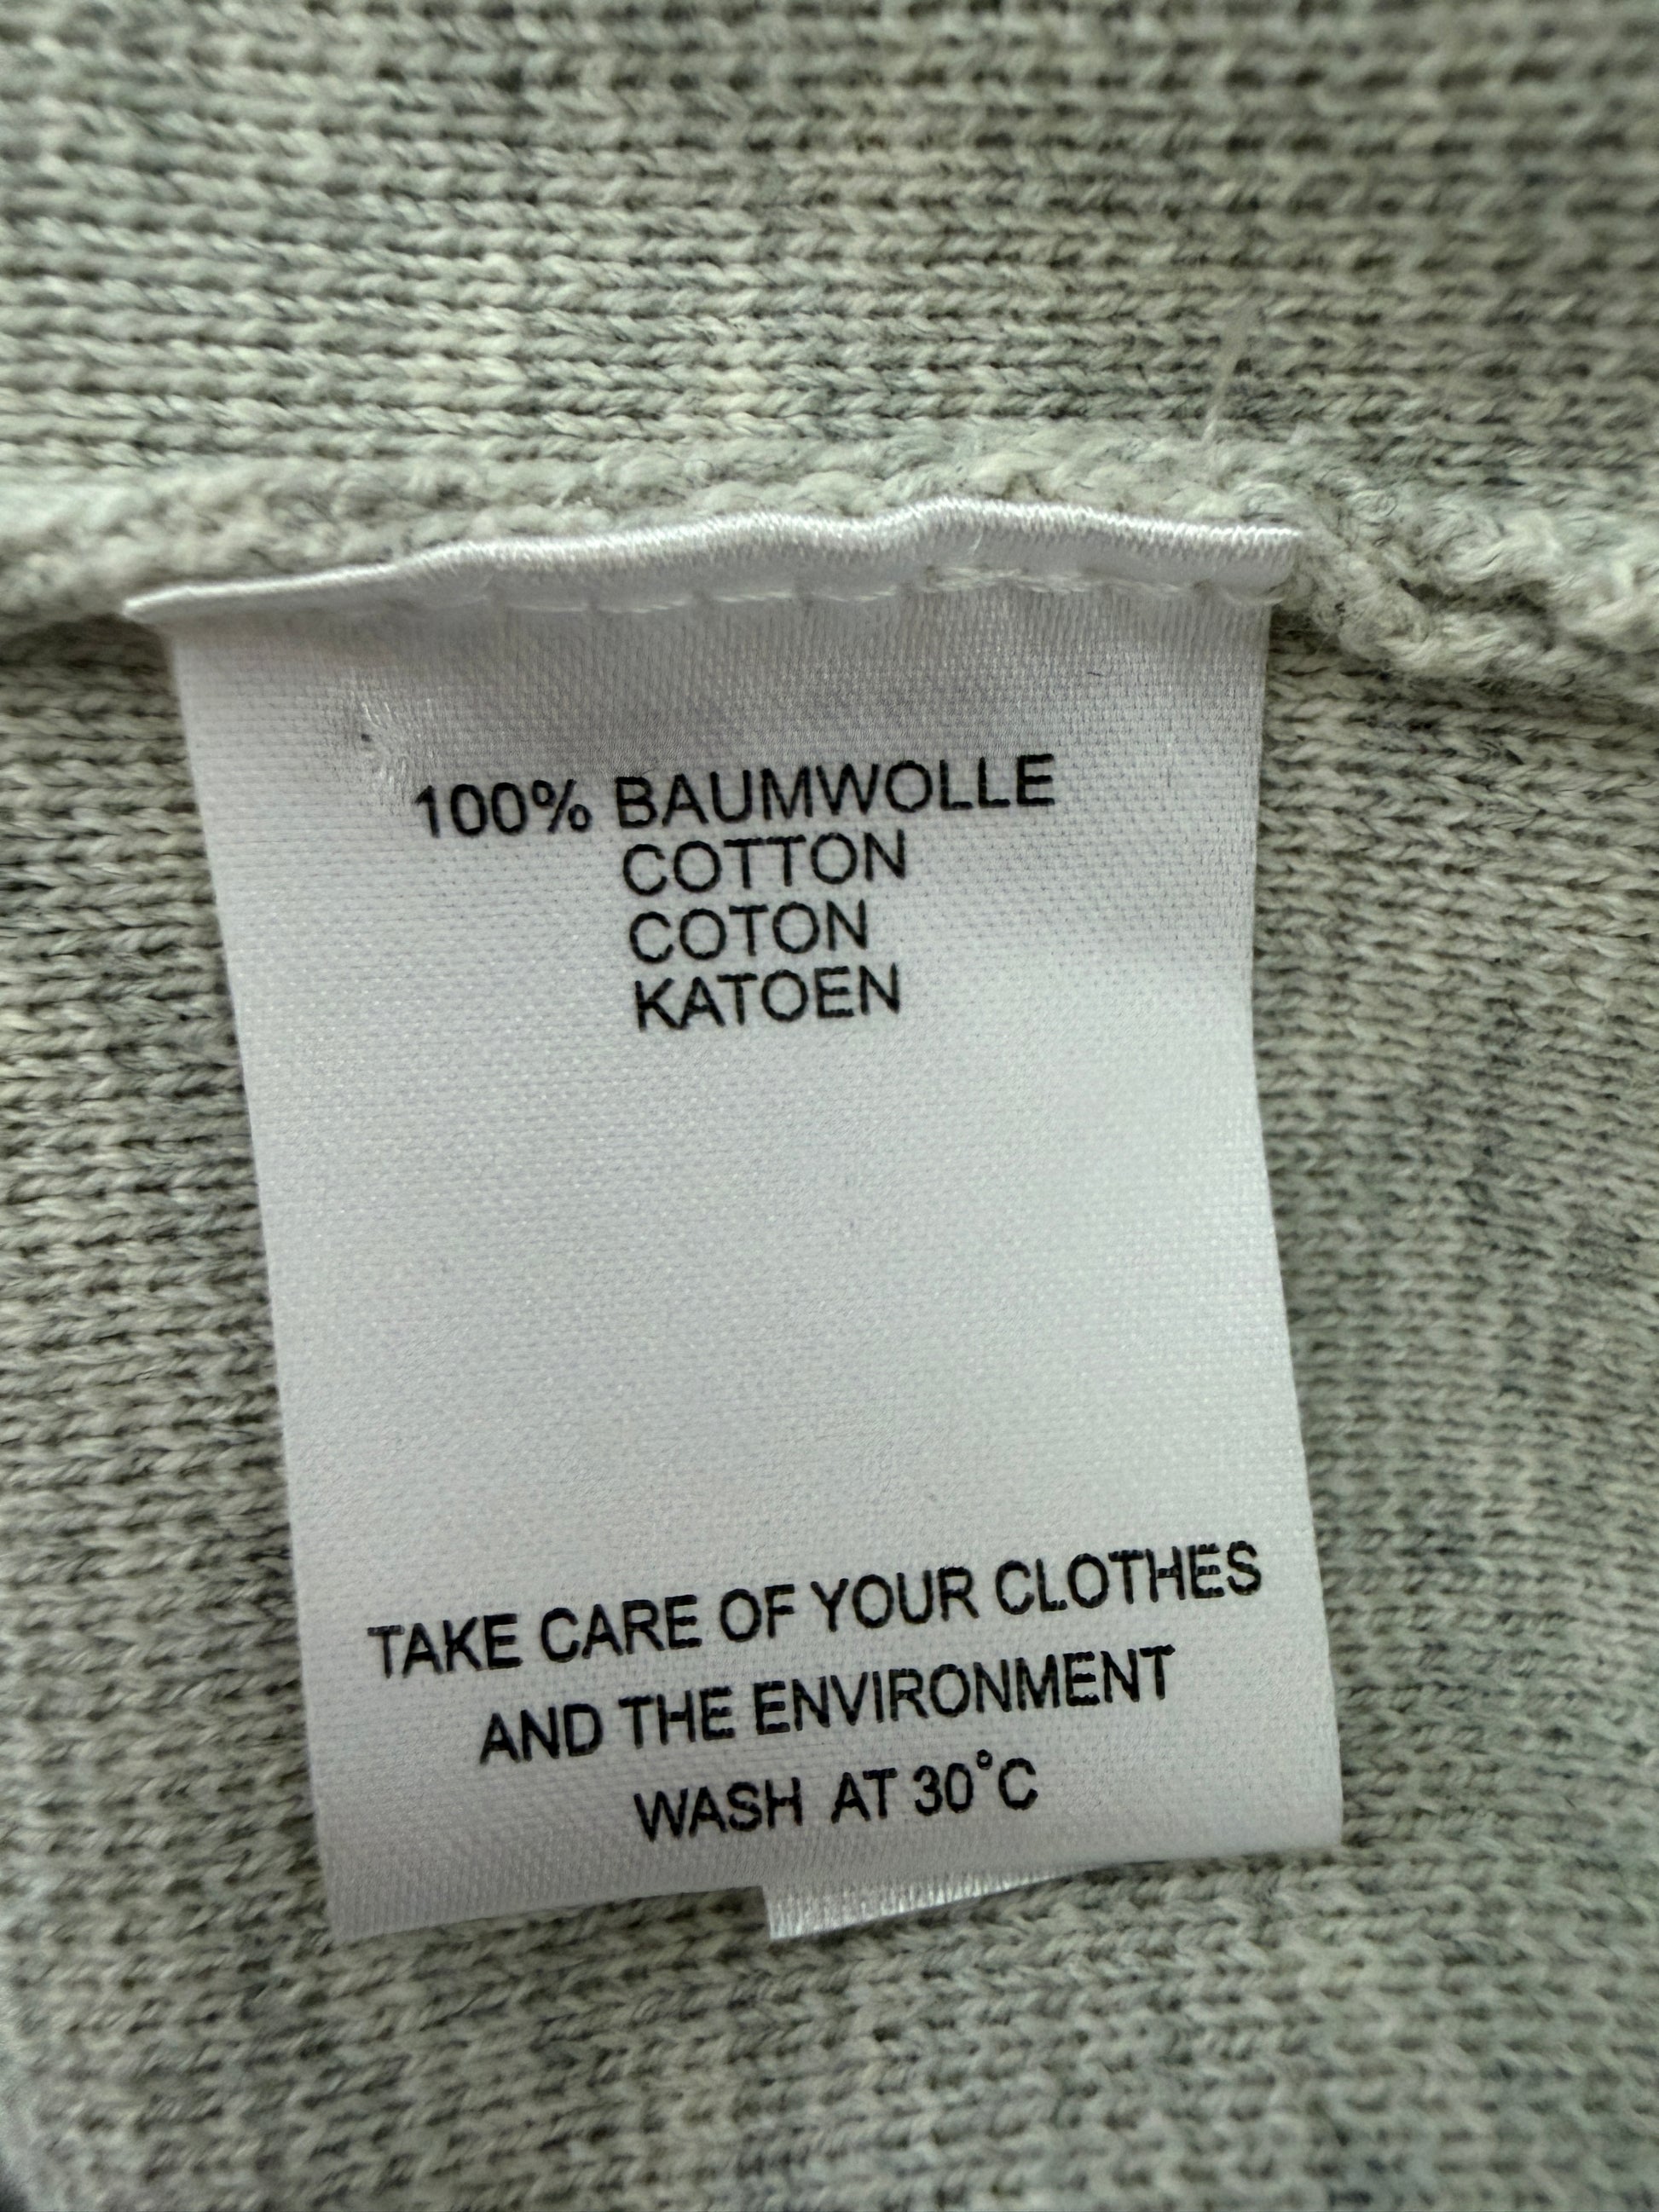 100% BAUMWOLLE
COTTON
COTON
KATOEN
TAKE CARE OF YOUR CLOTHES
AND THE ENVIRONMENT
WASH AT 30°C